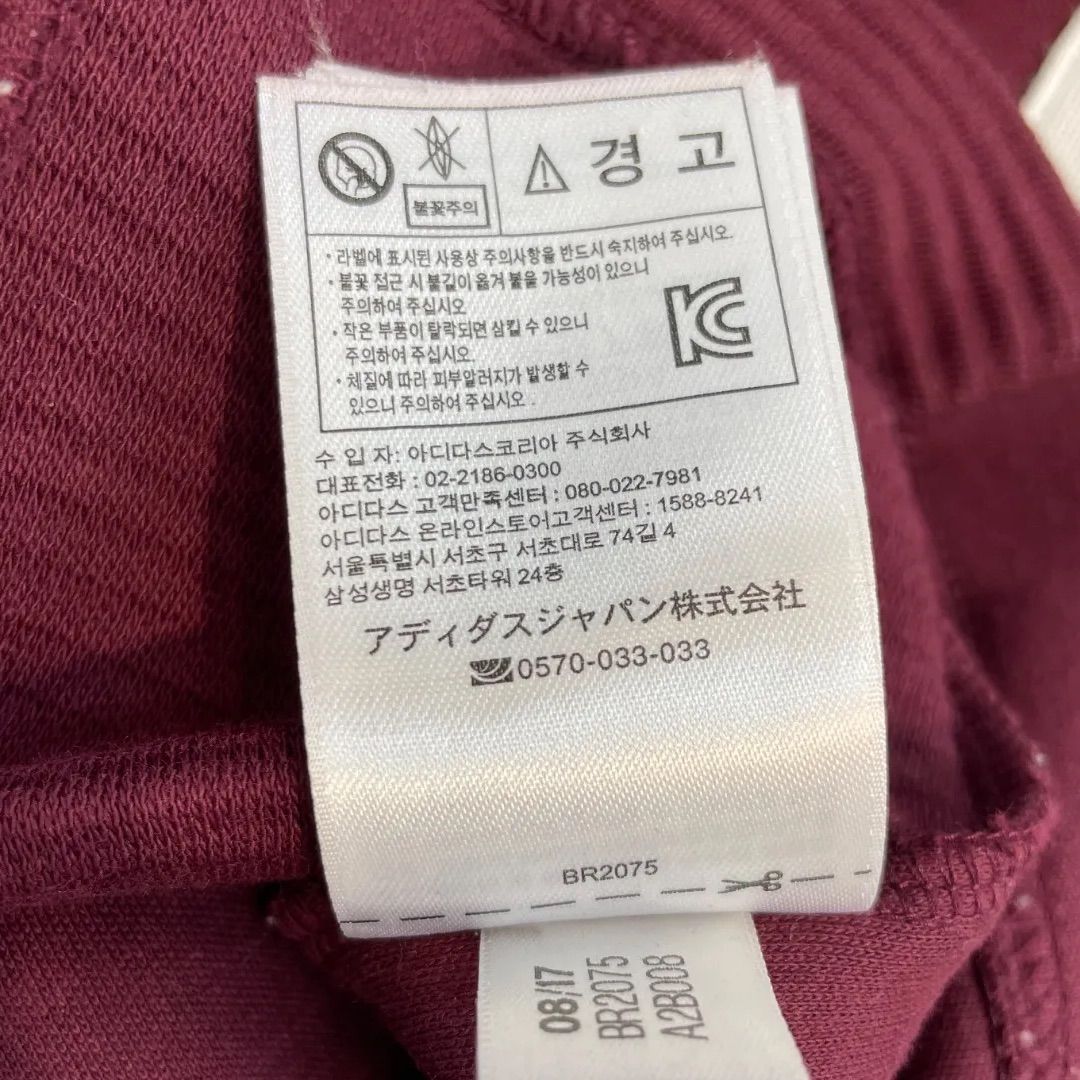 불꽃주의
경고
· 라벨에 표시된 사용상 주의사항을 반드시 숙지하여 주십시오.
· 불꽃 접근 시 불길이 옮겨 붙을 가능성이 있으니
주의하여 주십시오
· 작은 부품이 탈락되면 삼킬 수 있으니
주의하여 주십시오.
· 체질에 따라 피부알러지가 발생할 수
있으니 주의하여 주십시오 .
수 입 자: 아디다스코리아 주식회사
대표전화 : 02-2186-0300
아디다스 고객만족센터 : 080-022-7981
아디다스 온라인스토어고객센터 : 1588-8241
서울특별시 서초구 서초대로 74길 4
삼성생명 서초타워 24층
アディダスジャパン株式会社
0570-033-033
BR2075
08/17
BR2075
A2B008